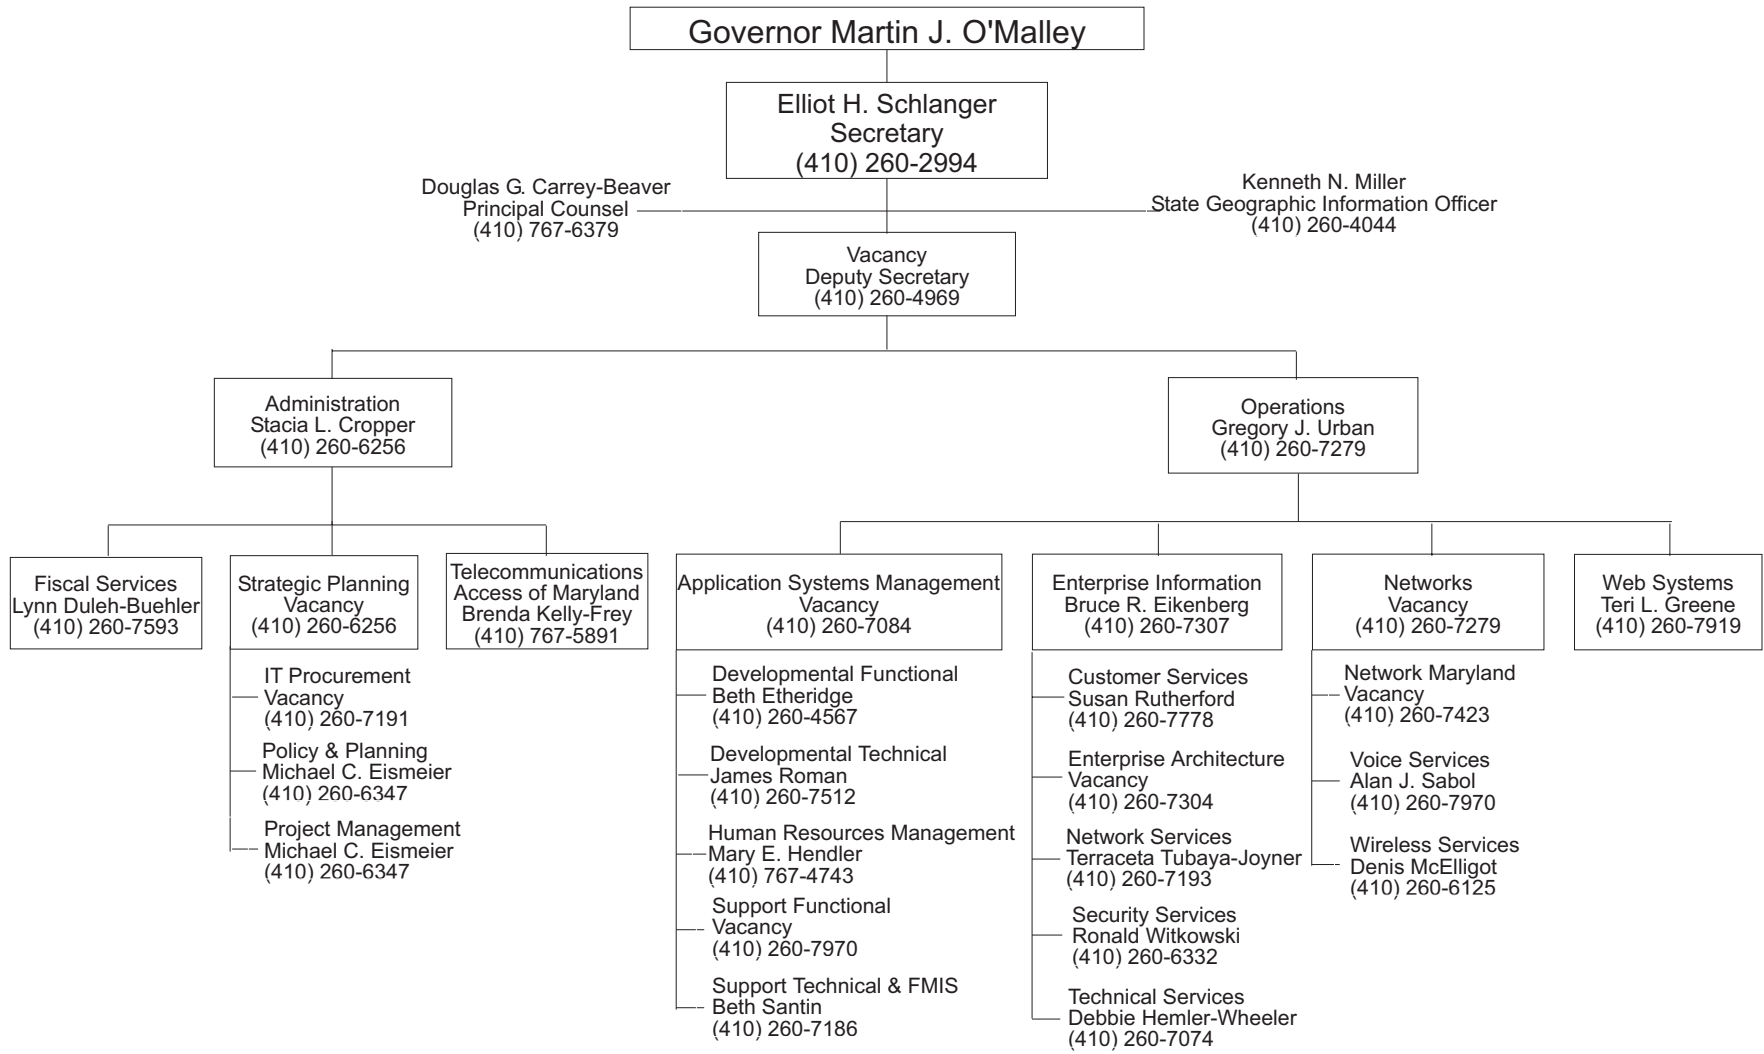 Governor Martin J. O'Malley
Elliot H. Schlanger
Secretary
(410) 260-2994
Douglas G. Carrey-Beaver
Principal Counsel
(410) 767-6379
Kenneth N. Miller
State Geographic Information Officer
(410) 260-4044
Vacancy
Deputy Secretary
(410) 260-4969
Administration
Stacia L. Cropper
(410) 260-6256
Operations
Gregory J. Urban
(410) 260-7279
Fiscal Services
Lynn Duleh-Buehler
(410) 260-7593
Strategic Planning
Vacancy
(410) 260-6256
Telecommunications
Access of Maryland
Brenda Kelly-Frey
(410) 767-5891
Application Systems Management
Vacancy
(410) 260-7084
Enterprise Information
Bruce R. Eikenberg
(410) 260-7307
Networks
Vacancy
(410) 260-7279
Web Systems
Teri L. Greene
(410) 260-7919
IT Procurement
Vacancy
(410) 260-7191
Policy & Planning
Michael C. Eismeier
(410) 260-6347
Project Management
Michael C. Eismeier
(410) 260-6347
Developmental Functional
Beth Etheridge
(410) 260-4567
Developmental Technical
James Roman
(410) 260-7512
Human Resources Management
Mary E. Hendler
(410) 767-4743
Support Functional
Vacancy
(410) 260-7970
Support Technical & FMIS
Beth Santin
(410) 260-7186
Customer Services
Susan Rutherford
(410) 260-7778
Enterprise Architecture
Vacancy
(410) 260-7304
Network Services
Terraceta Tubaya-Joyner
(410) 260-7193
Security Services
Ronald Witkowski
(410) 260-6332
Technical Services
Debbie Hemler-Wheeler
(410) 260-7074
Network Maryland
Vacancy
(410) 260-7423
Voice Services
Alan J. Sabol
(410) 260-7970
Wireless Services
Denis McElligot
(410) 260-6125